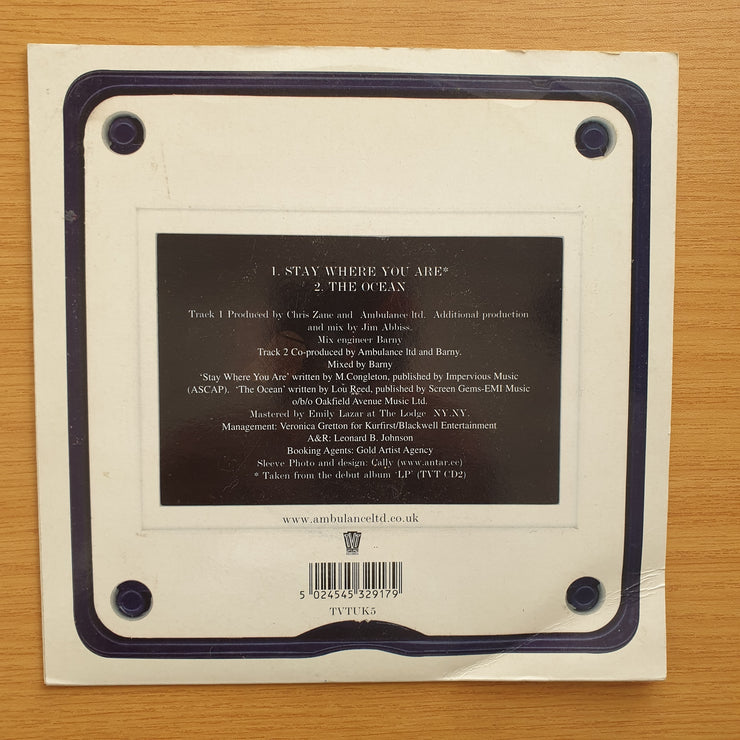 1. STAY WHERE YOU ARE*
2. THE OCEAN
Track 1 Produced by Chris Zane and Ambulance ltd. Additional production
and mix by Jim Abbiss.
Mix engineer Barny
Track 2 Co-produced by Ambulance ltd and Barny.
Mixed by Barny
'Stay Where You Are' written by M.Congleton, published by Impervious Music
(ASCAP). 'The Ocean' written by Lou Reed, published by Screen Gems-EMI Music
o/b/o Oakfield Avenue Music Ltd.
Mastered by Emily Lazar at The Lodge NY.NY.
Management: Veronica Gretton for Kurfirst/Blackwell Entertainment
A&R: Leonard B. Johnson
Booking Agents: Gold Artist Agency
Sleeve Photo and design: Cally (www.antar.cc)
* Taken from the debut album 'LP' (TVT CD2)
www.ambulanceltd.co.uk
5 024545 329179
TVTUK5